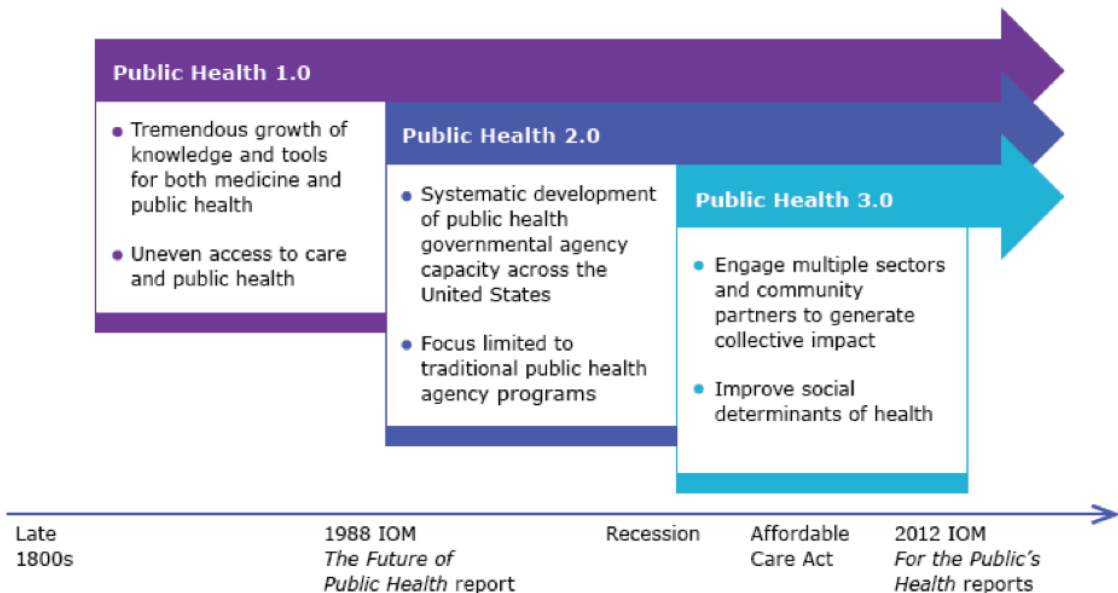 Public Health 1.0
• Tremendous growth of
knowledge and tools
for both medicine and
public health
• Uneven access to care
and public health
Public Health 2.0
• Systematic development
of public health
governmental agency
capacity across the
United States
• Focus limited to
traditional public health
agency programs
Public Health 3.0
• Engage multiple sectors
and community
partners to generate
collective impact
• Improve social
determinants of health
Late
1800s
1988 IOM
The Future of
Public Health report
Recession
Affordable
Care Act
2012 IOM
For the Public's
Health reports